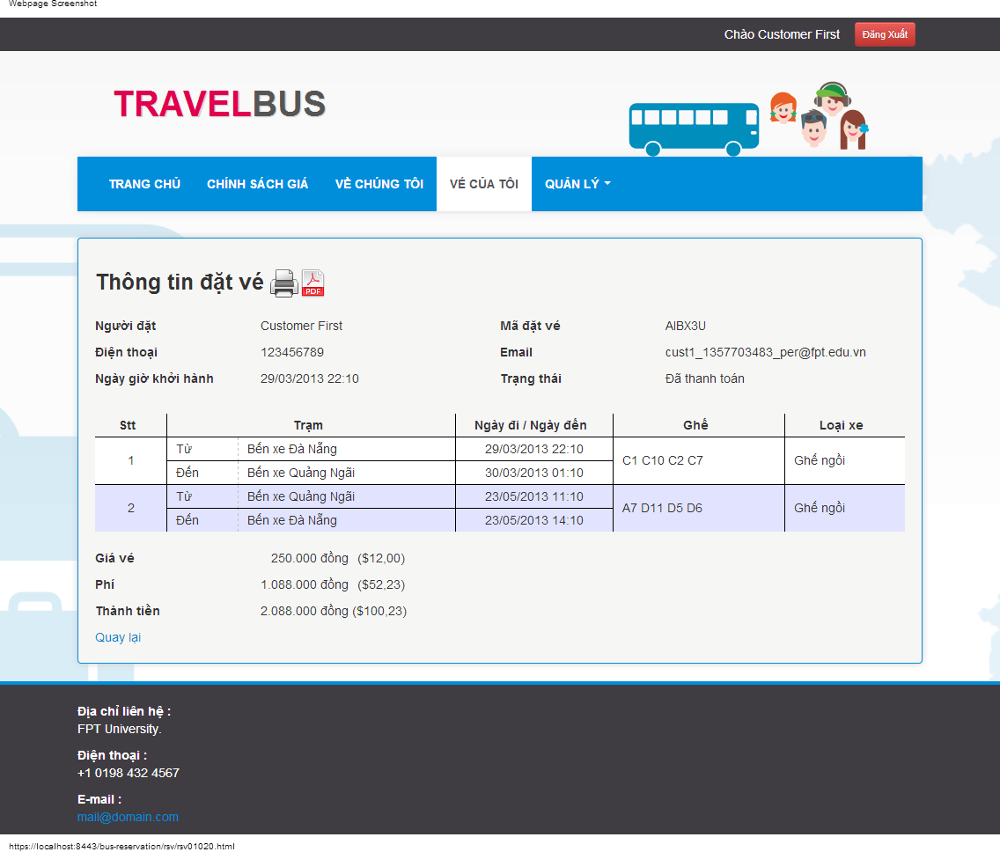 Webpage Screenshot
Chào Customer First Đăng Xuất
TRAVELBUS
TRANG CHỦ CHÍNH SÁCH GIÁ VỀ CHÚNG TÔI VÉ CỦA TÔI QUẢN LÝ
Thông tin đặt vé PDF
Người đặt Customer First Mã đặt vé AIBX3U
Điện thoại 123456789 Email cust1_1357703483_per@fpt.edu.vn
Ngày giờ khởi hành 29/03/2013 22:10 Trạng thái Đã thanh toán
Stt Trạm Ngày đi / Ngày đến Ghế Loại xe
1 Từ Bến xe Đà Nẵng 29/03/2013 22:10 C1 C10 C2 C7 Ghế ngồi
Đến Bến xe Quảng Ngãi 30/03/2013 01:10
2 Từ Bến xe Quảng Ngãi 23/05/2013 11:10 A7 D11 D5 D6 Ghế ngồi
Đến Bến xe Đà Nẵng 23/05/2013 14:10
Giá vé 250.000 đồng ($12,00)
Phí 1.088.000 đồng ($52,23)
Thành tiền 2.088.000 đồng ($100,23)
Quay lại
Địa chỉ liên hệ :
FPT University.
Điện thoại :
+1 0198 432 4567
E-mail :
mail@domain.com
https://localhost:8443/bus-reservation/rsv/rsv01020.html